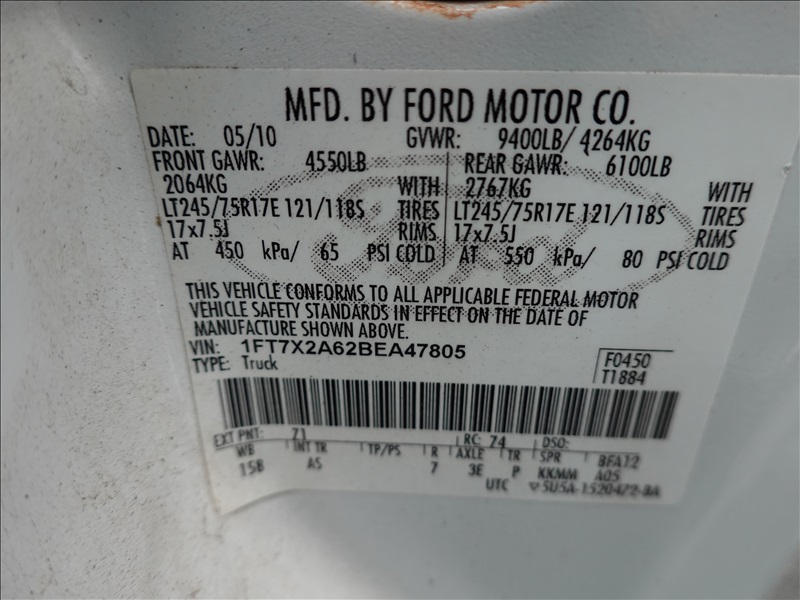 MFD. BY FORD MOTOR CO.
DATE: 05/10 GVWR: 9400LB/ 4264KG
FRONT GAWR: 4550LB REAR GAWR: 6100LB
2064KG WITH 2767KG WITH
LT245/75R17E 121/118S TIRES LT245/75R17E 121/118S TIRES
17x7.5J RIMS 17x7.5J RIMS
AT 450 kPa/ 65 PSI COLD AT 550 kPa/ 80 PSI COLD
THIS VEHICLE CONFORMS TO ALL APPLICABLE FEDERAL MOTOR
VEHICLE SAFETY STANDARDS IN EFFECT ON THE DATE OF
MANUFACTURE SHOWN ABOVE.
VIN: 1FT7X2A62BEA47805 F0450
TYPE: Truck T1884
EXT PNT: Z1 RC: 74 DSO:
WB INT TR TP/PS R AXLE TR SPR BFA12
158 AS 7 3E P KKMM A05
UTC 5U5A-1520472-BA